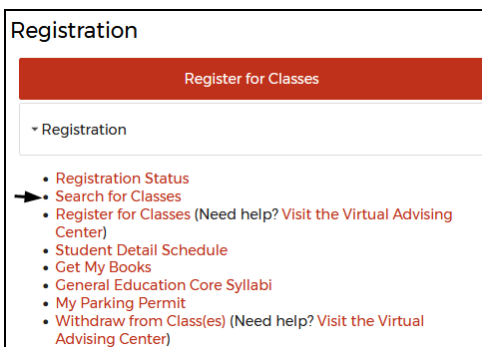 Registration
Register for Classes
Registration
Registration Status
Search for Classes
Register for Classes (Need help? Visit the Virtual Advising
Center)
Student Detail Schedule
Get My Books
General Education Core Syllabi
My Parking Permit
Withdraw from Class(es) (Need help? Visit the Virtual
Advising Center)